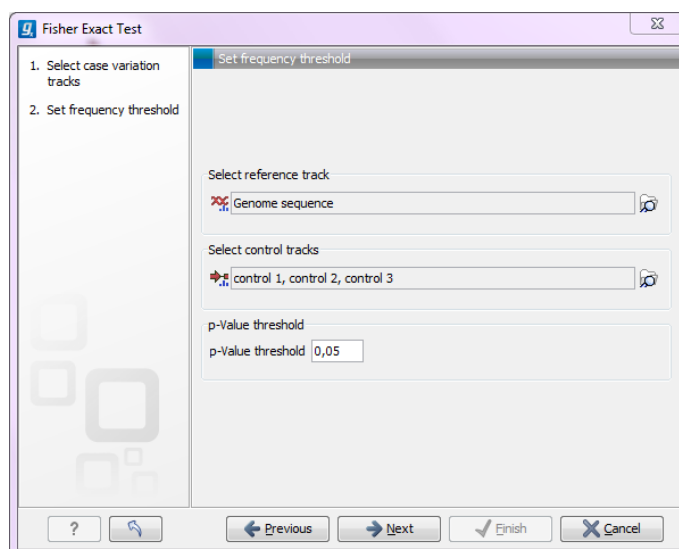 Fisher Exact Test
1. Select case variation
tracks
2. Set frequency threshold
Set frequency threshold
Select reference track
Genome sequence
Select control tracks
control 1, control 2, control 3
p-Value threshold
p-Value threshold 0,05
? Previous Next Finish Cancel